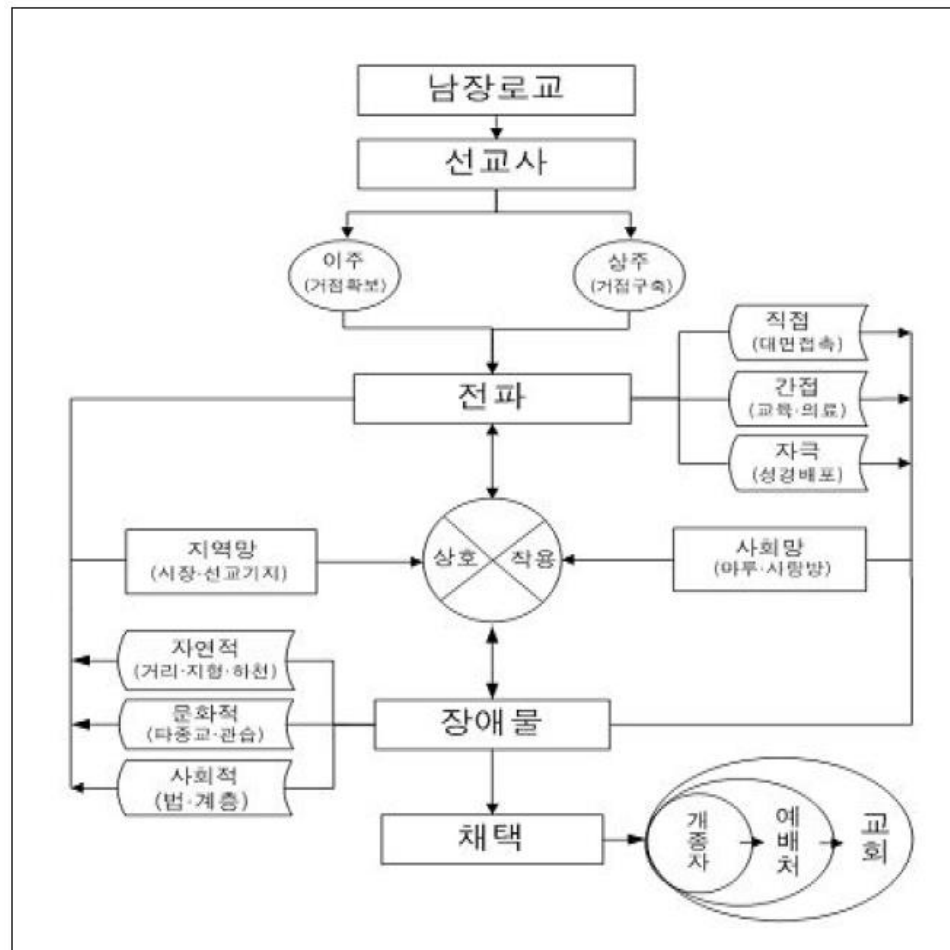 남장로교
선교사
이주
(거점확보)
상주
(거점구축)
직접
(대면접촉)
전파
간접
(교육·의료)
자극
(성경배포)
지역망
(시장·선교기지)
상호
작용
사회망
(마루·사랑방)
자연적
(거리·지형·하천)
문화적
(타종교·관습)
장애물
사회적
(법·계층)
채택
개종자
예배처
교회